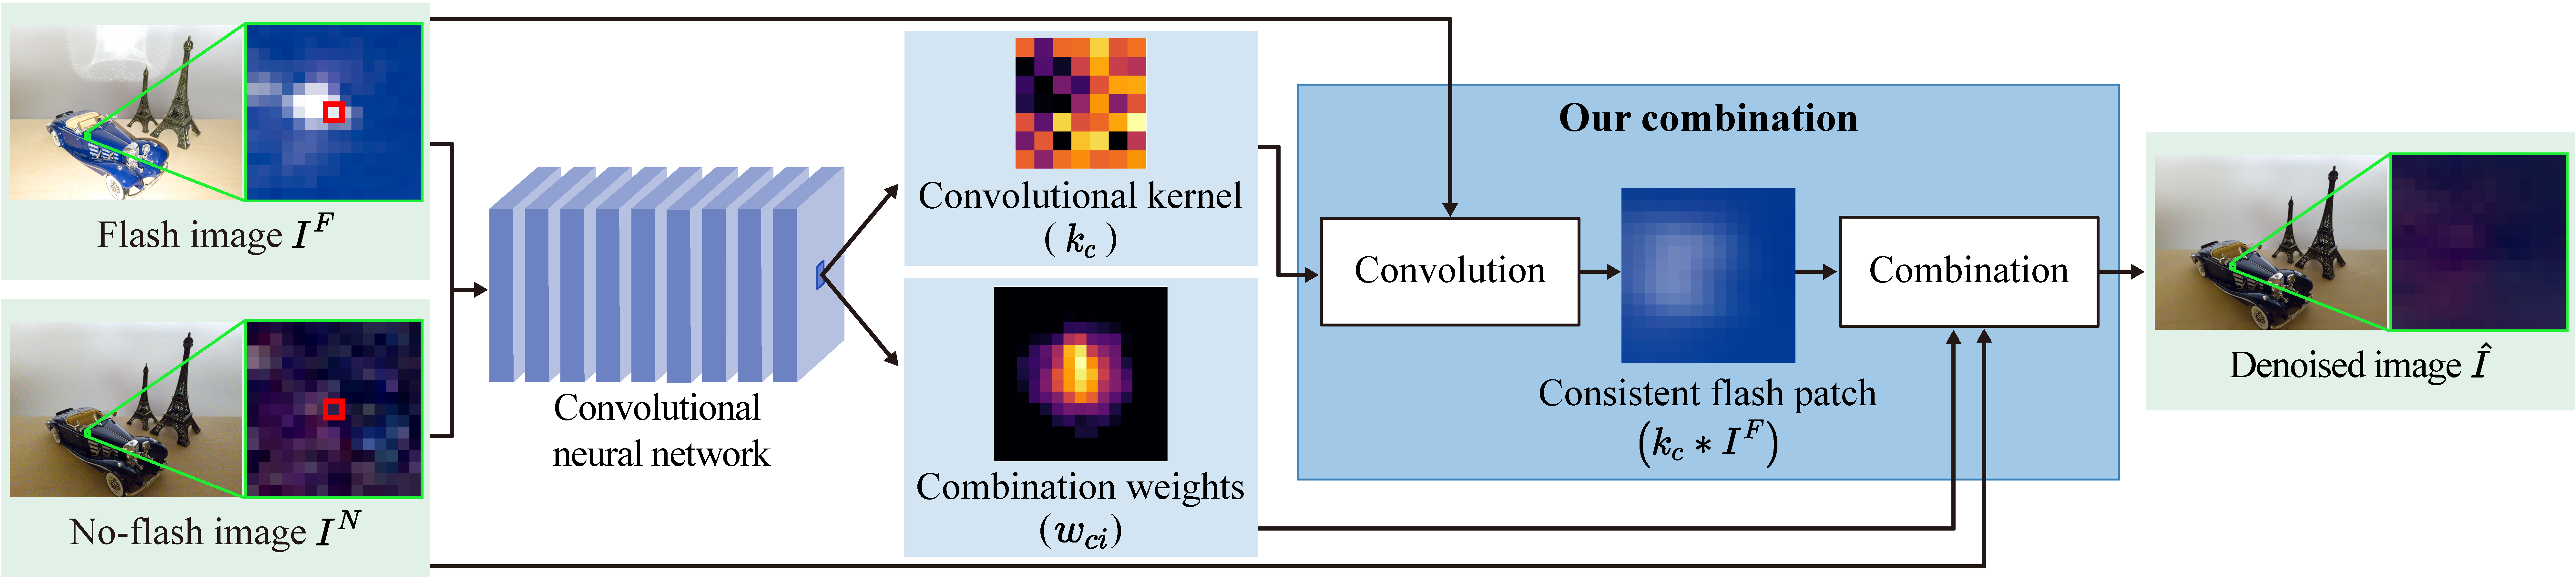 Flash image I^F
No-flash image I^N
Convolutional
neural network
Convolutional kernel
( k_c )
Combination weights
(w_{ci})
Our combination
Convolution
Consistent flash patch
(k_c * I^F)
Combination
Denoised image Î